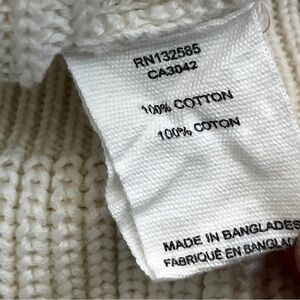 RN132585
CA3042
100% COTTON
100% COTON
MADE IN BANGLADES
FABRIQUÉ EN BANGLAD